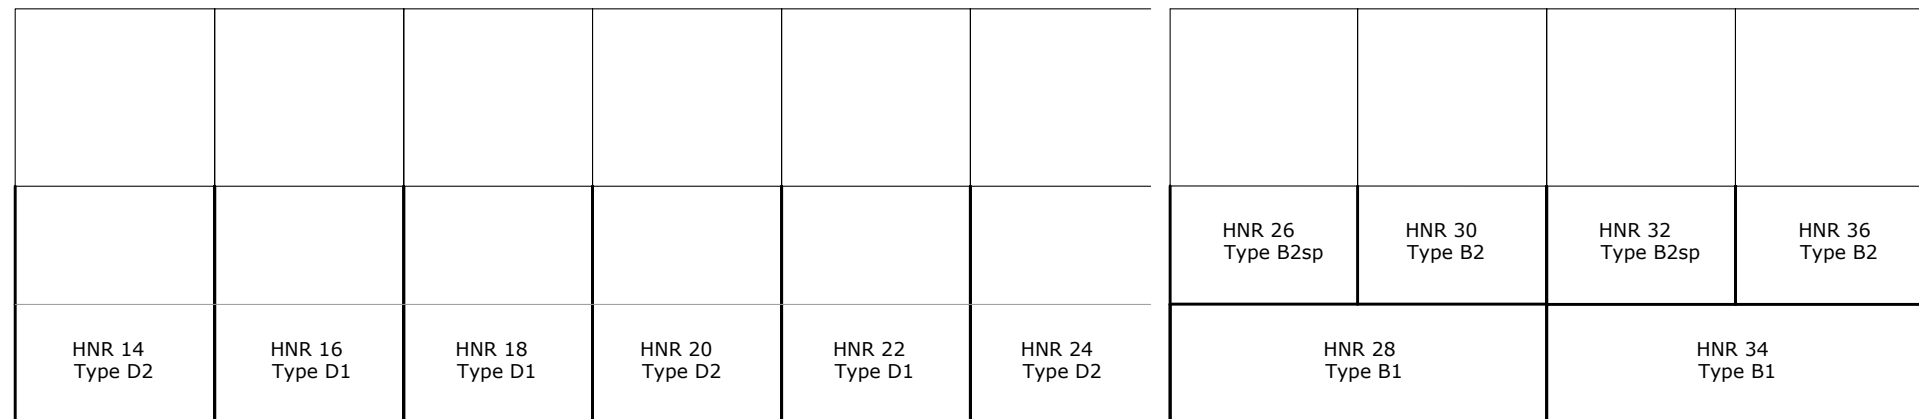 HNR 26
Type B2sp
HNR 30
Type B2
HNR 32
Type B2sp
HNR 36
Type B2
HNR 14
Type D2
HNR 16
Type D1
HNR 18
Type D1
HNR 20
Type D2
HNR 22
Type D1
HNR 24
Type D2
HNR 28
Type B1
HNR 34
Type B1